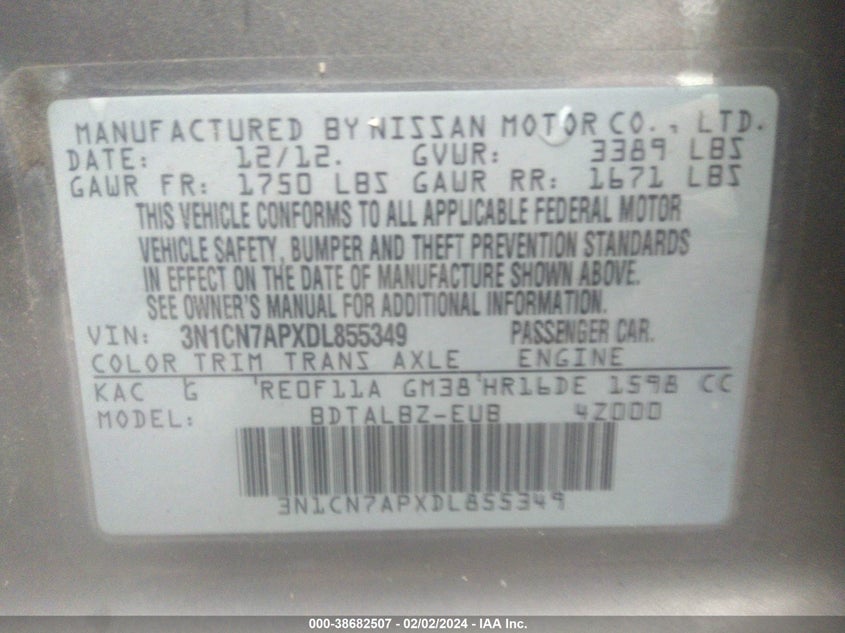 MANUFACTURED BY NISSAN MOTOR CO., LTD.
DATE: 12/12. GVWR: 3389 LBS
GAWR FR: 1750 LBS GAWR RR: 1671 LBS
THIS VEHICLE CONFORMS TO ALL APPLICABLE FEDERAL MOTOR
VEHICLE SAFETY, BUMPER AND THEFT PREVENTION STANDARDS
IN EFFECT ON THE DATE OF MANUFACTURE SHOWN ABOVE.
SEE OWNER'S MANUAL FOR ADDITIONAL INFORMATION.
VIN: 3N1CN7APXDL855349 PASSENGER CAR.
COLOR TRIM TRANS AXLE ENGINE
KAC G RE0F11A GM38 HR16DE 1598 CC
MODEL: BDTALBZ-EUB 4Z000
3N1CN7APXDL855349
000-38682507 - 02/02/2024 - IAA Inc.